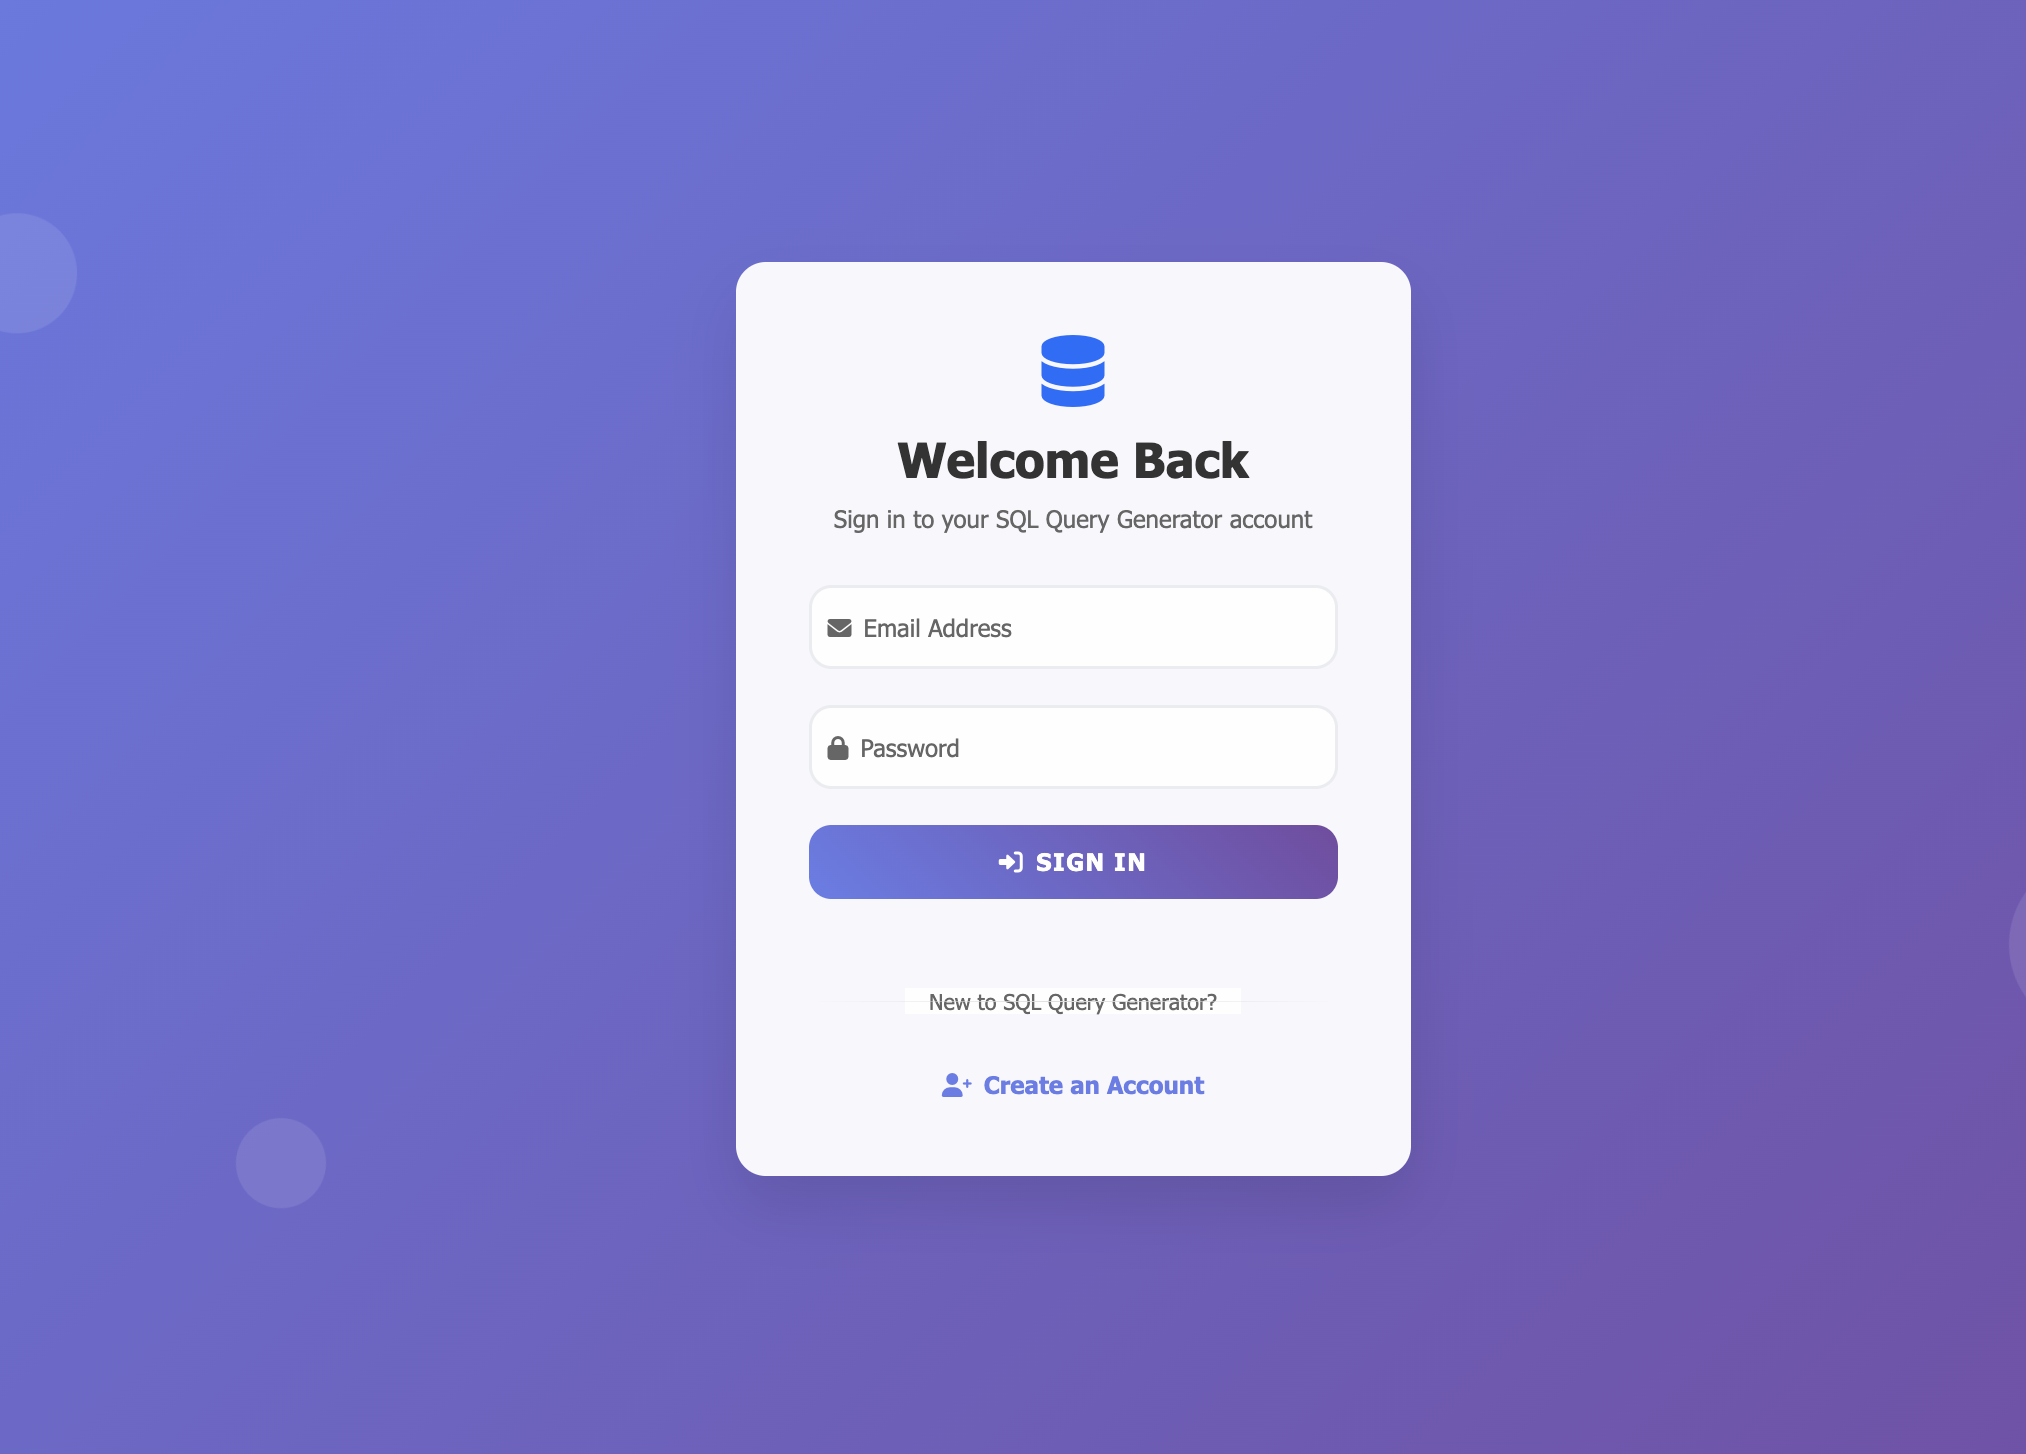 Welcome Back
Sign in to your SQL Query Generator account
Email Address
Password
SIGN IN
New to SQL Query Generator?
Create an Account